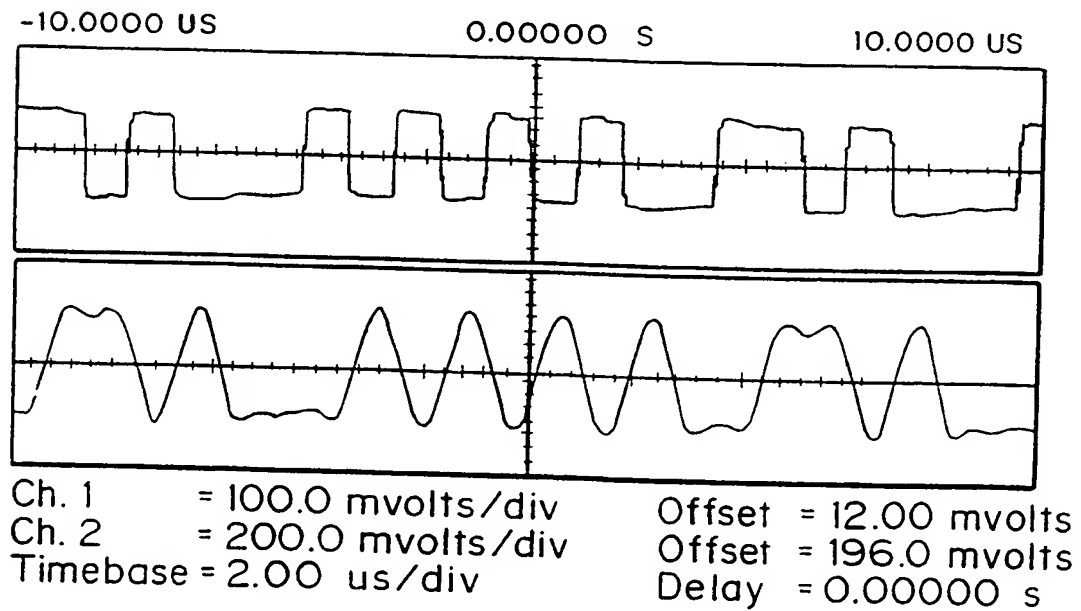 -10.0000 US 0.00000 S 10.0000 US
Ch. 1 = 100.0 mvolts/div Offset = 12.00 mvolts
Ch. 2 = 200.0 mvolts/div Offset = 196.0 mvolts
Timebase = 2.00 us/div Delay = 0.00000 s